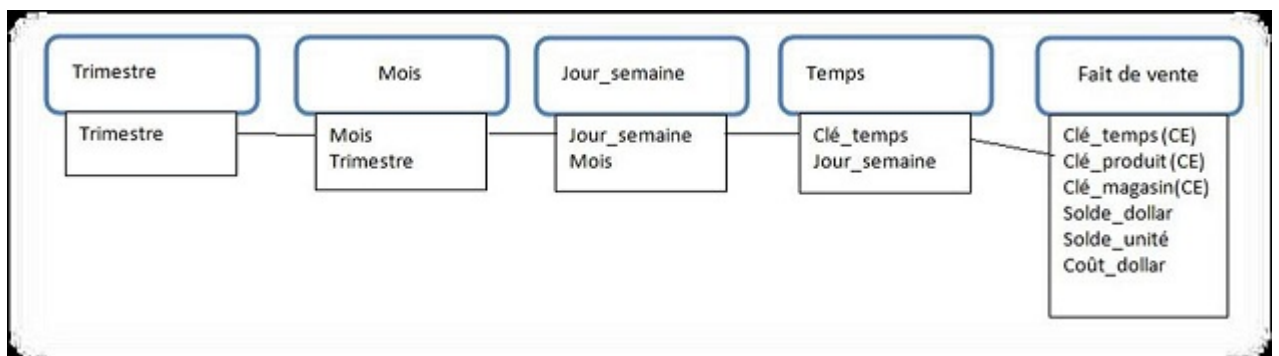 Trimestre
Trimestre
Mois
Mois
Trimestre
Jour_semaine
Jour_semaine
Mois
Temps
Clé_temps
Jour_semaine
Fait de vente
Clé_temps (CE)
Clé_produit (CE)
Clé_magasin(CE)
Solde_dollar
Solde_unité
Coût_dollar